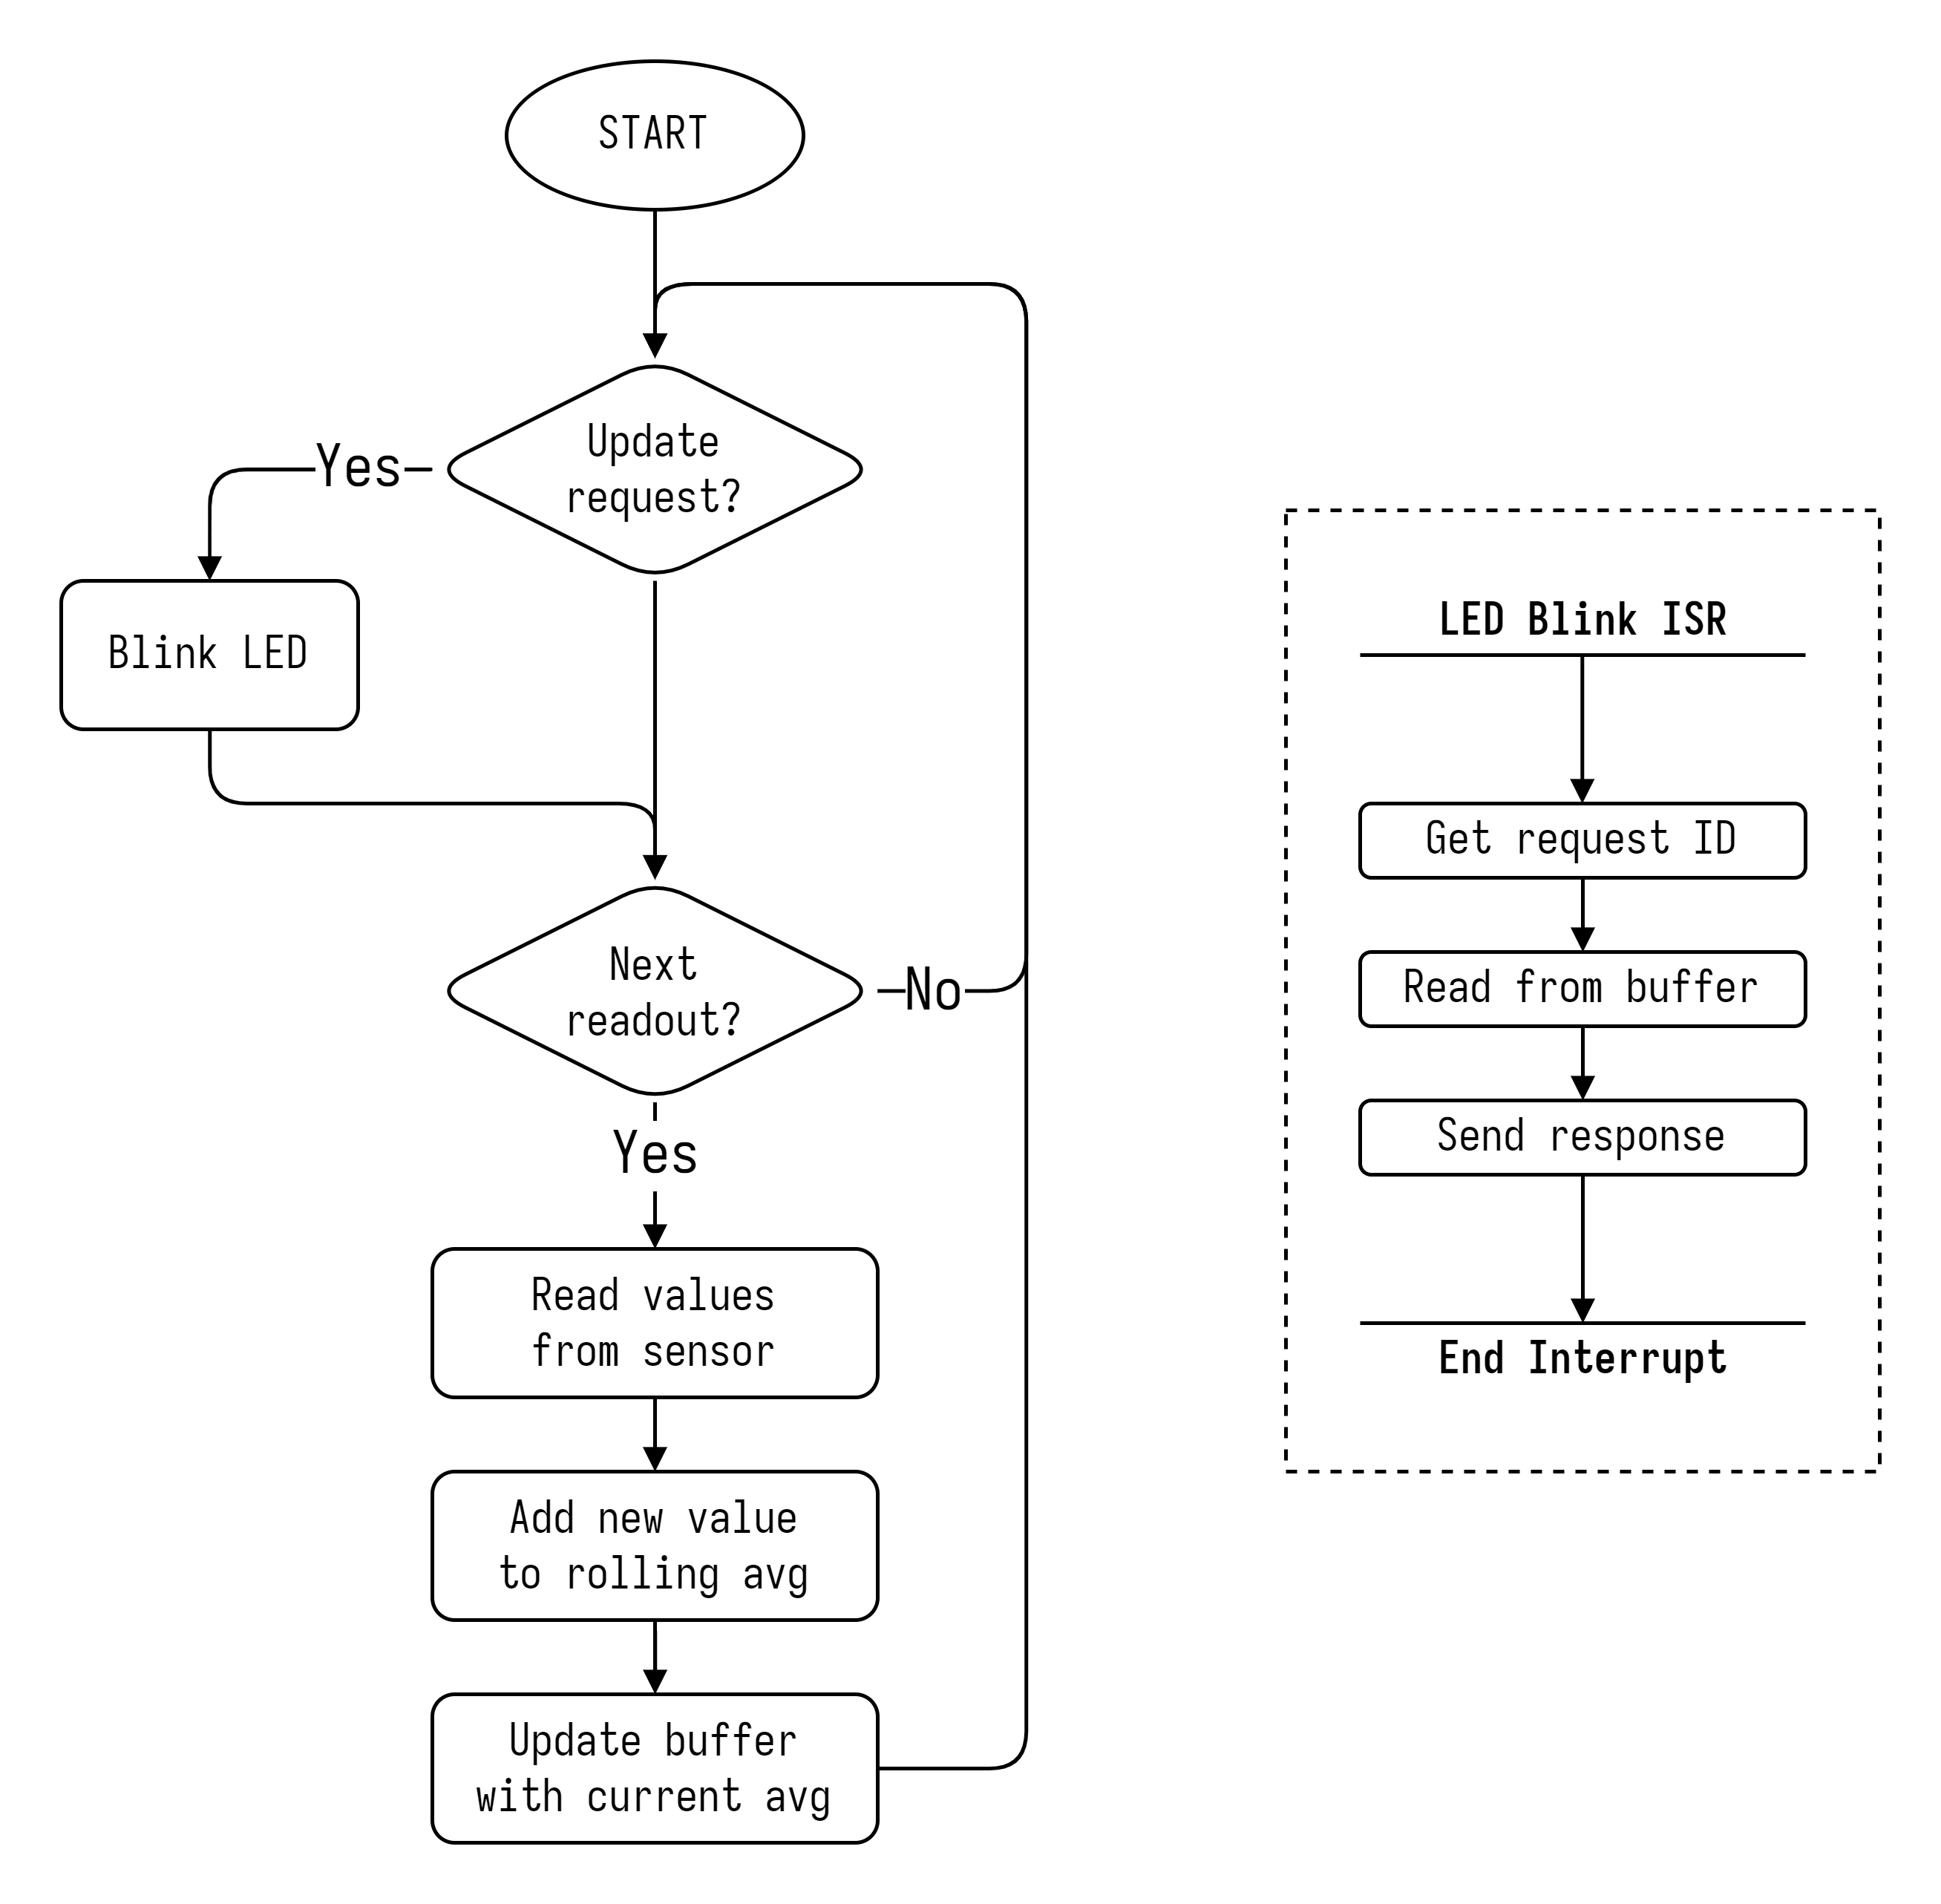 START
Update
request?
Yes
Blink LED
Next
readout?
No
Yes
Read values
from sensor
Add new value
to rolling avg
Update buffer
with current avg
LED Blink ISR
Get request ID
Read from buffer
Send response
End Interrupt